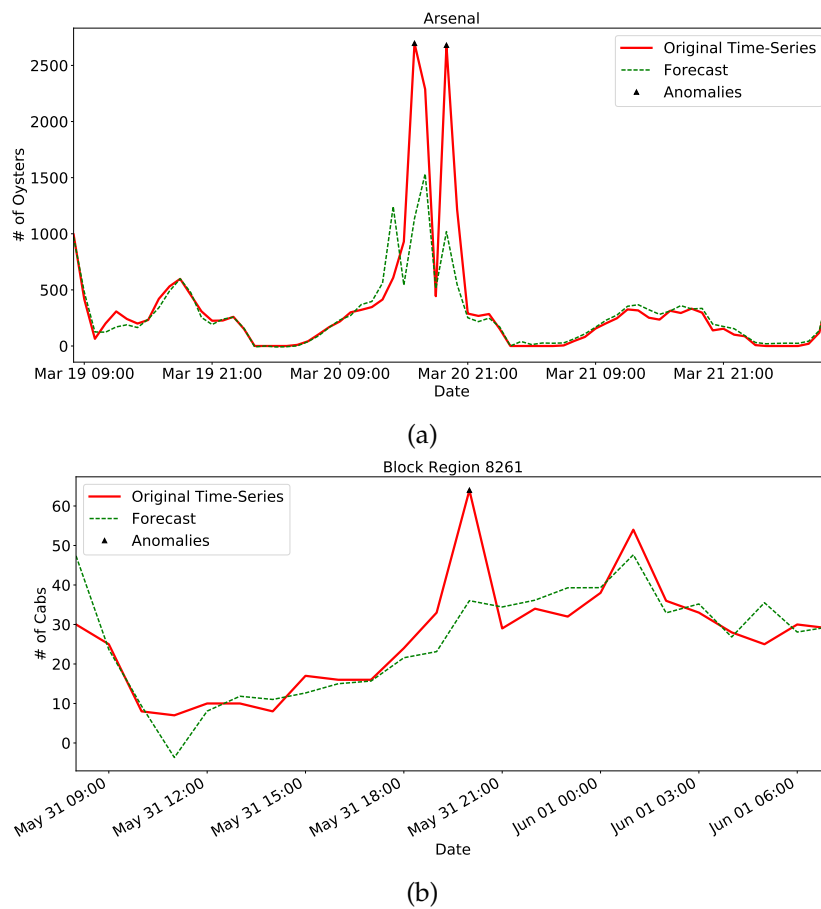 Arsenal
Original Time-Series
Forecast
Anomalies
# of Oysters
2500
2000
1500
1000
500
0
Mar 19 09:00 Mar 19 21:00 Mar 20 09:00 Mar 20 21:00 Mar 21 09:00 Mar 21 21:00
Date
(a)
Block Region 8261
Original Time-Series
Forecast
Anomalies
# of Cabs
60
50
40
30
20
10
0
May 31 09:00 May 31 12:00 May 31 15:00 May 31 18:00 May 31 21:00 Jun 01 00:00 Jun 01 03:00 Jun 01 06:00
Date
(b)